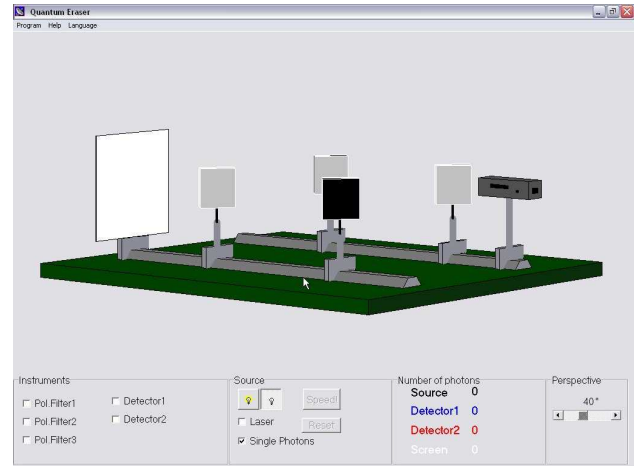 Quantum Eraser
Program Help Language
Instruments
Pol.Filter1
Pol.Filter2
Pol.Filter3
Detector1
Detector2
Source
Speed!
Laser
Reset
Single Photons
Number of photons
Source 0
Detector1 0
Detector2 0
Screen 0
Perspective
40°